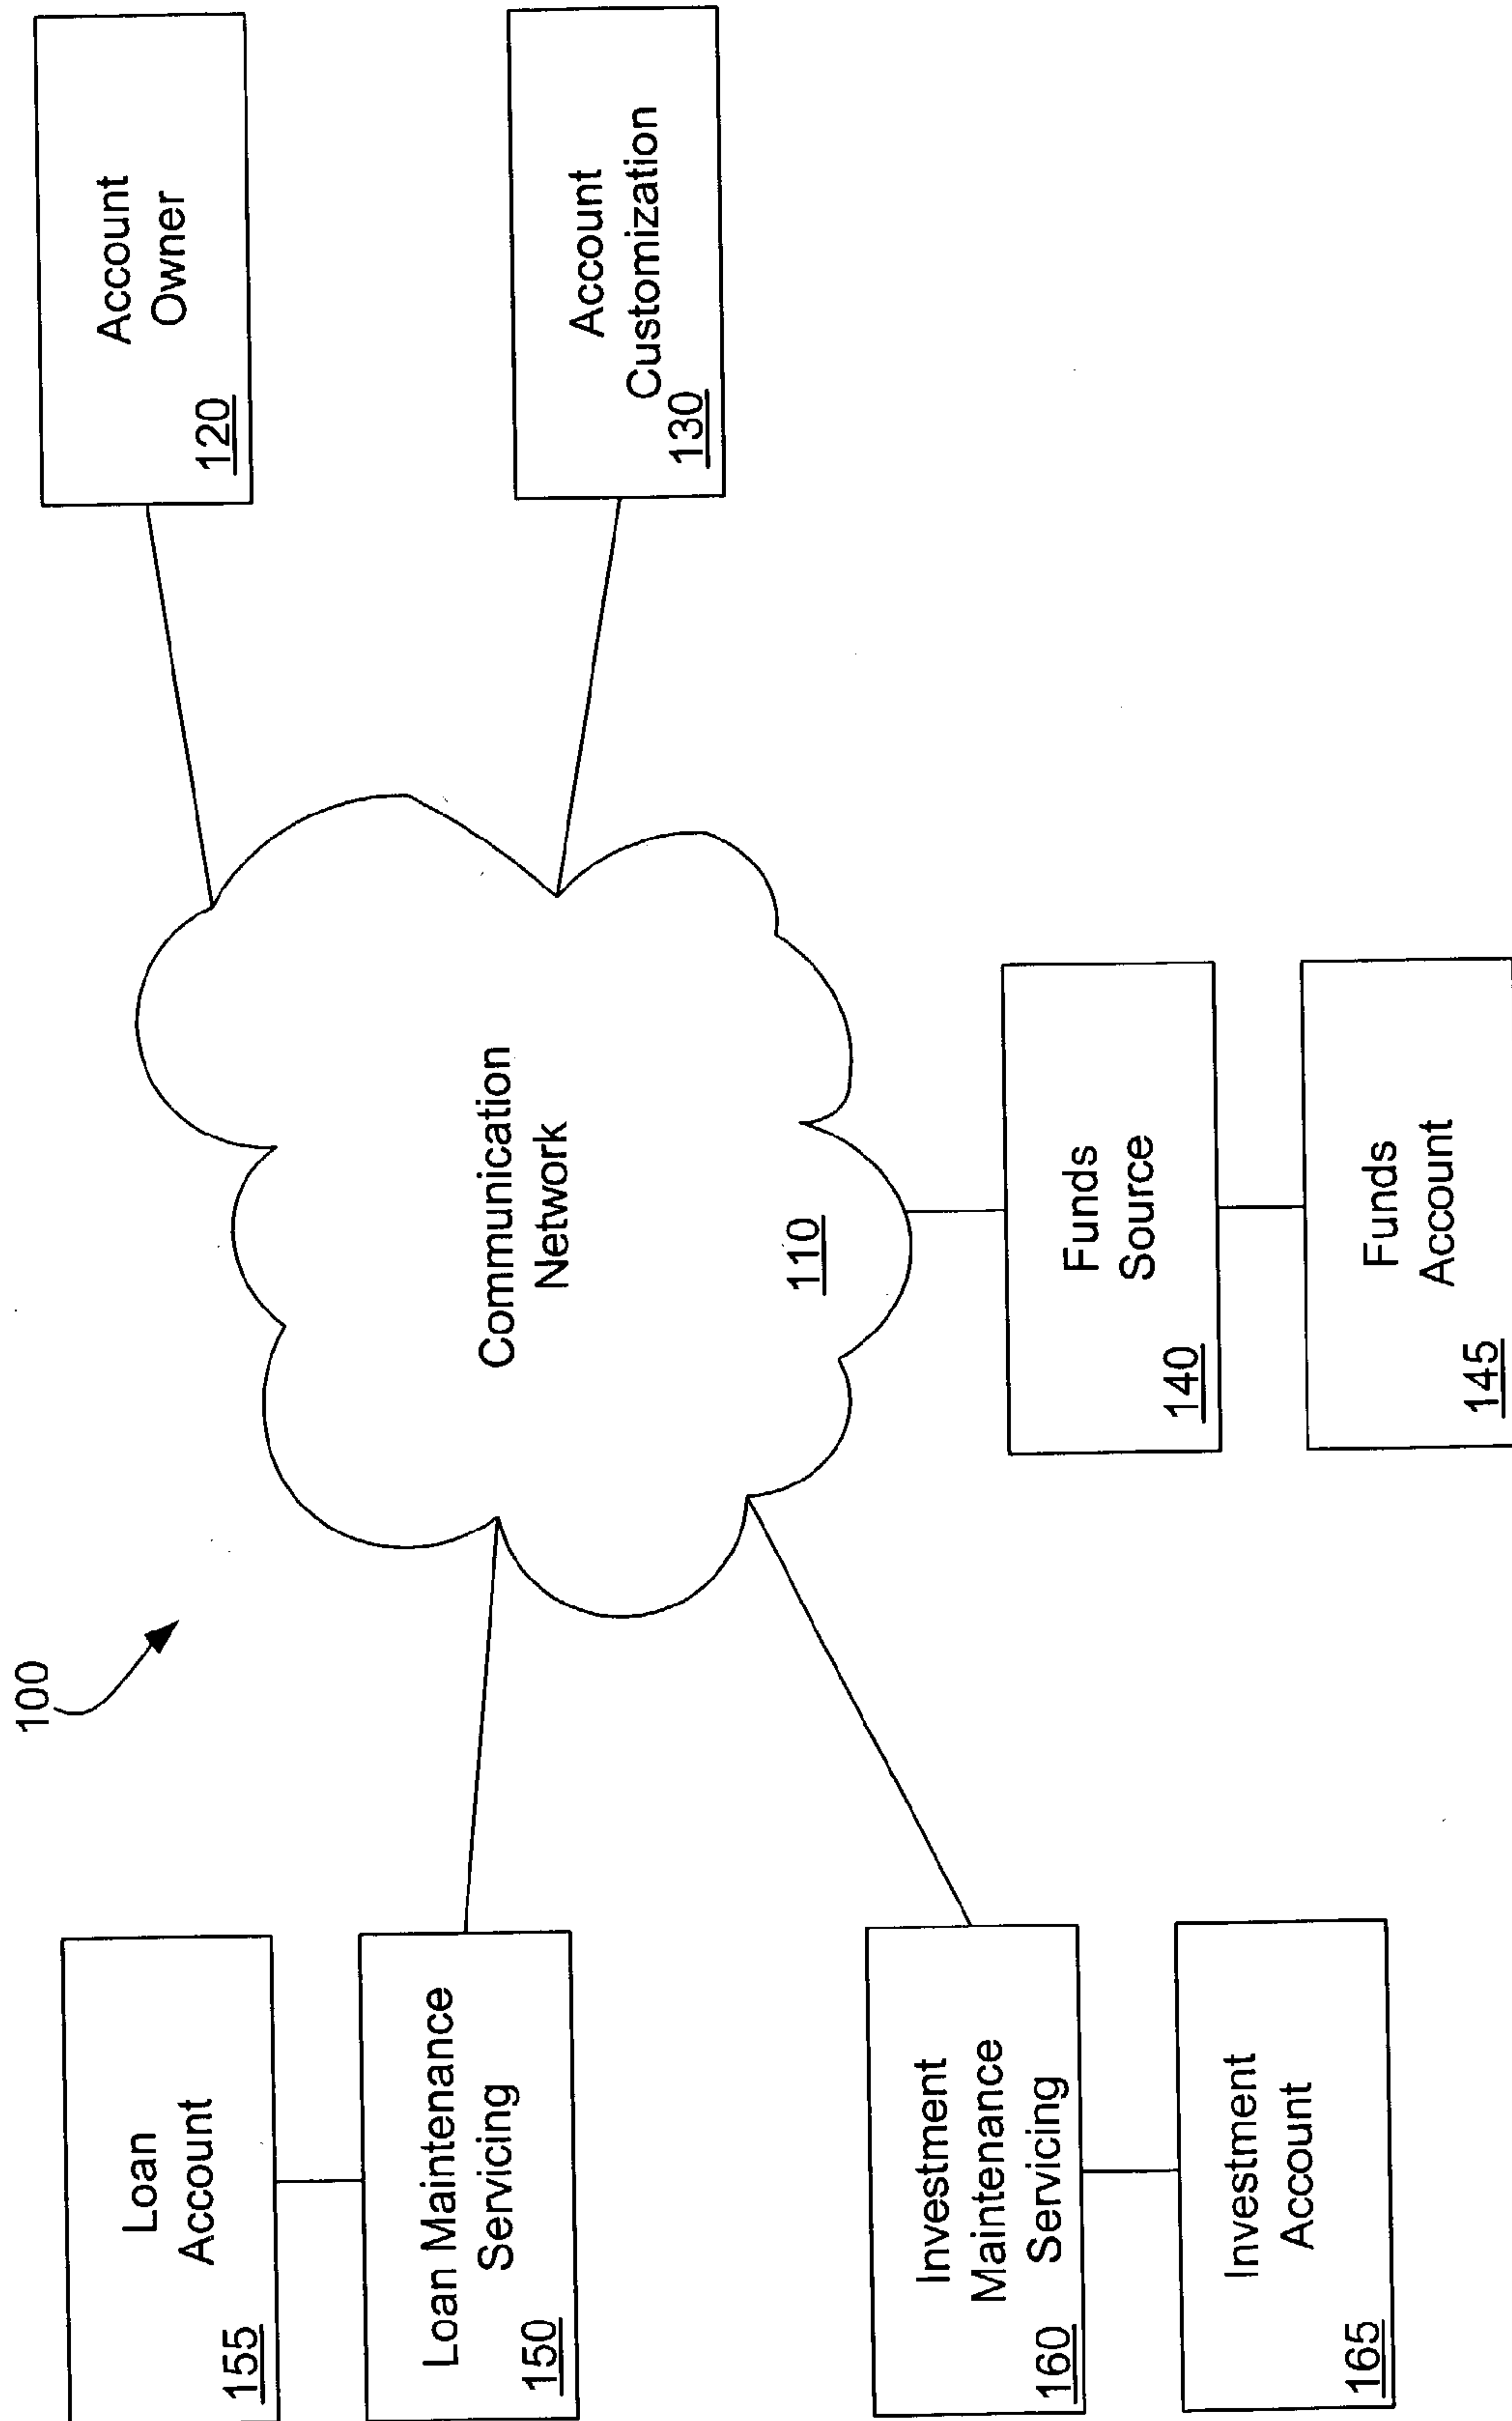 100
Loan
Account
155
Loan Maintenance
Servicing
150
Investment
Maintenance
Servicing
160
Investment
Account
165
Communication
Network
110
Account
Owner
120
Account
Customization
130
Funds
Source
140
Funds
Account
145